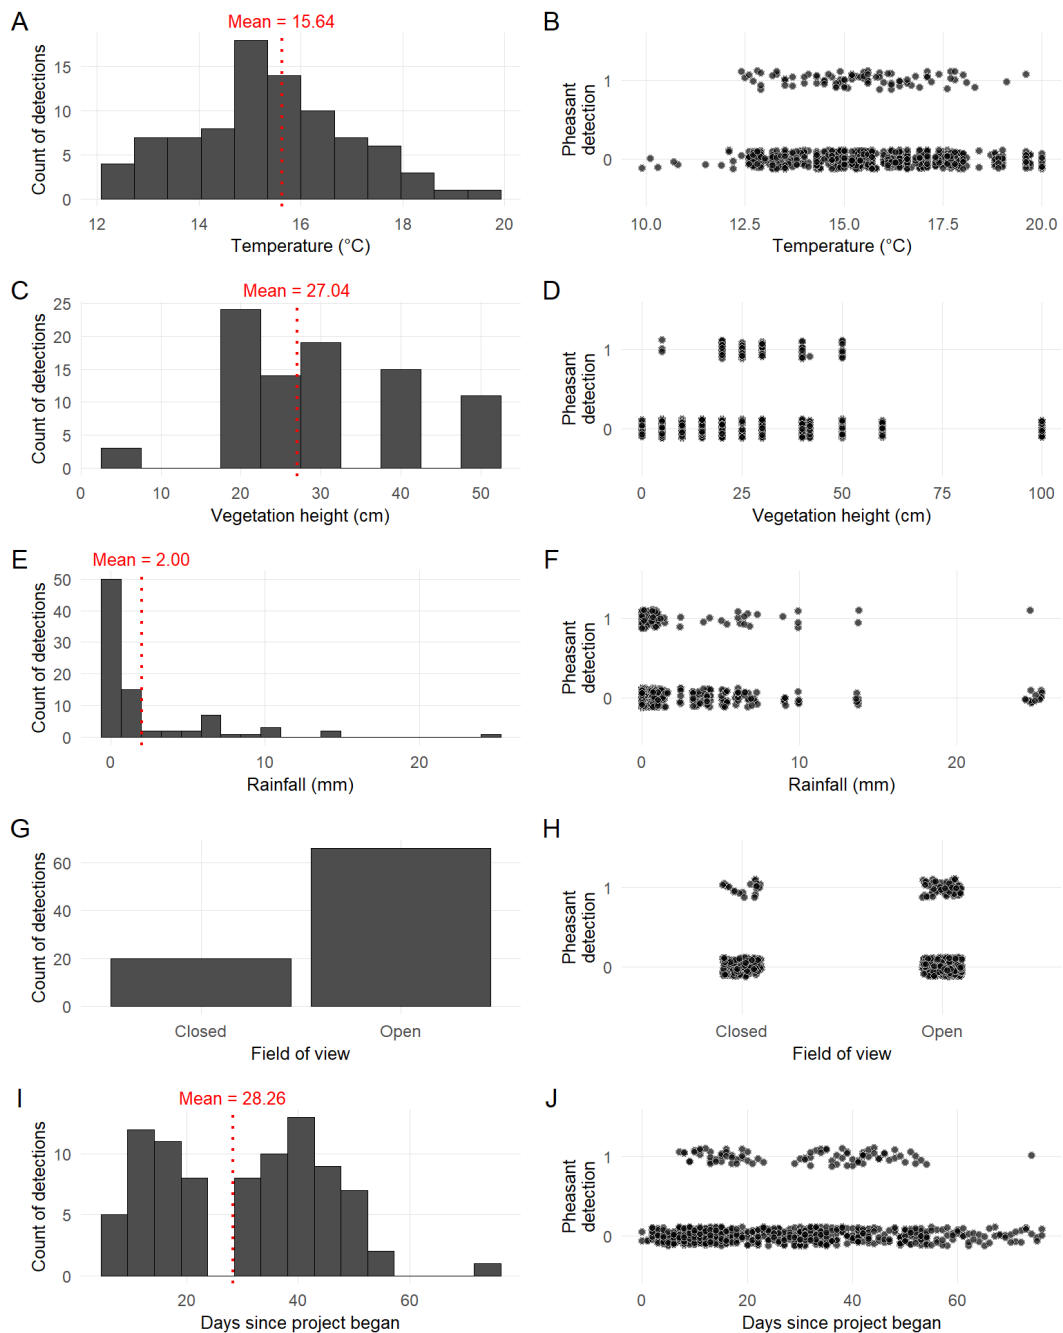 A
Mean = 15.64
Count of detections
15
10
5
0
12
14
16
18
20
Temperature (°C)
B
Pheasant
detection
1
0
10.0
12.5
15.0
17.5
20.0
Temperature (°C)
C
Mean = 27.04
Count of detections
25
20
15
10
5
0
0
10
20
30
40
50
Vegetation height (cm)
D
Pheasant
detection
1
0
0
25
50
75
100
Vegetation height (cm)
E
Mean = 2.00
Count of detections
50
40
30
20
10
0
0
10
20
Rainfall (mm)
F
Pheasant
detection
1
0
0
10
20
Rainfall (mm)
G
Count of detections
60
40
20
0
Closed
Open
Field of view
H
Pheasant
detection
1
0
Closed
Open
Field of view
I
Mean = 28.26
Count of detections
10
5
0
20
40
60
Days since project began
J
Pheasant
detection
1
0
0
20
40
60
Days since project began